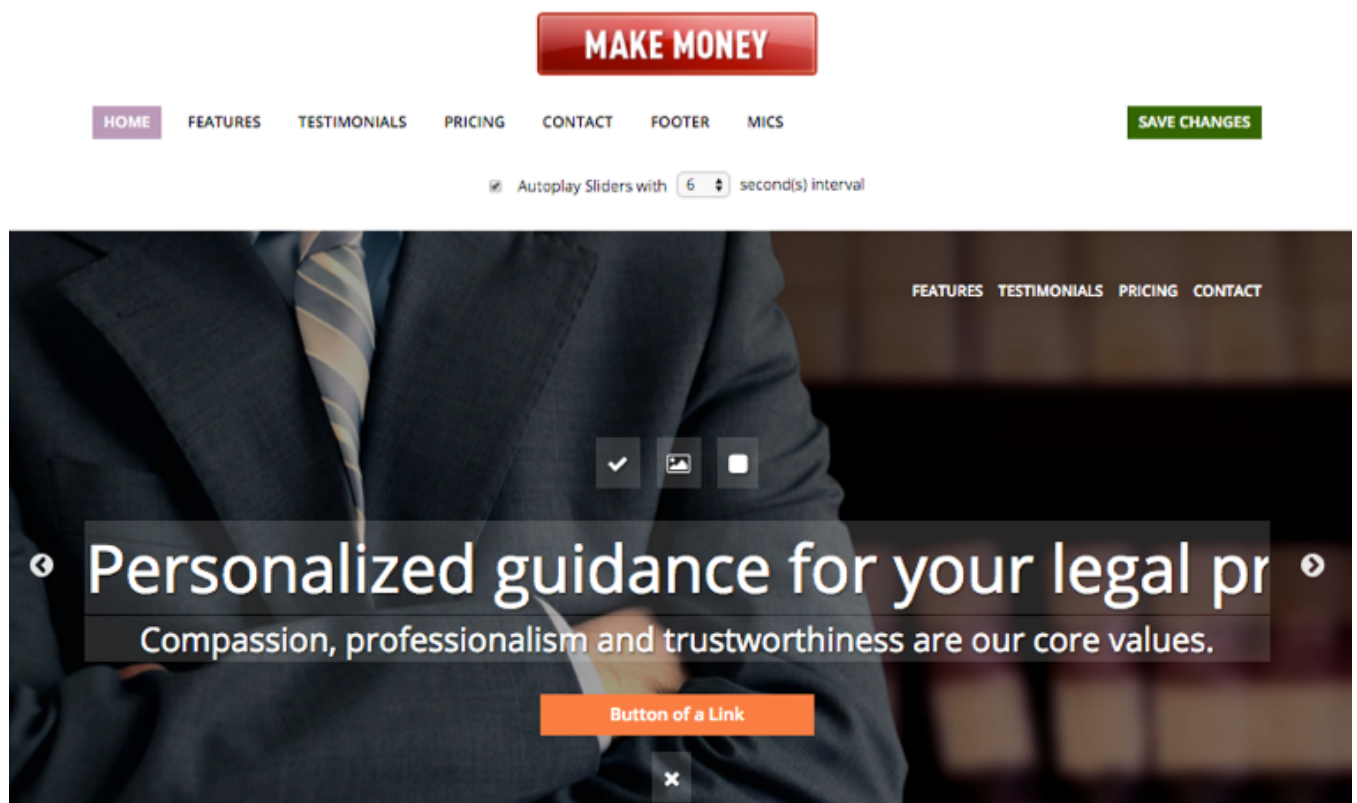 MAKE MONEY
HOME FEATURES TESTIMONIALS PRICING CONTACT FOOTER MICS SAVE CHANGES
Autoplay Sliders with 6 second(s) interval
FEATURES TESTIMONIALS PRICING CONTACT
Personalized guidance for your legal pr
Compassion, professionalism and trustworthiness are our core values.
Button of a Link